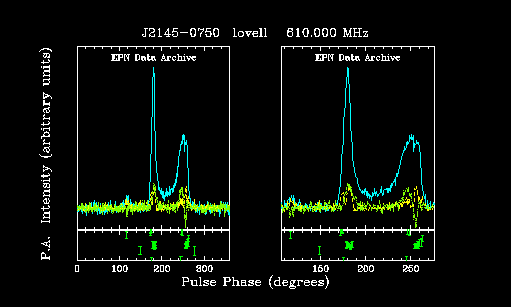 J2145-0750 lovell 610.000 MHz
EPN Data Archive EPN Data Archive
Intensity (arbitrary units)
P.A.
0 100 200 300 150 200 250
Pulse Phase (degrees)